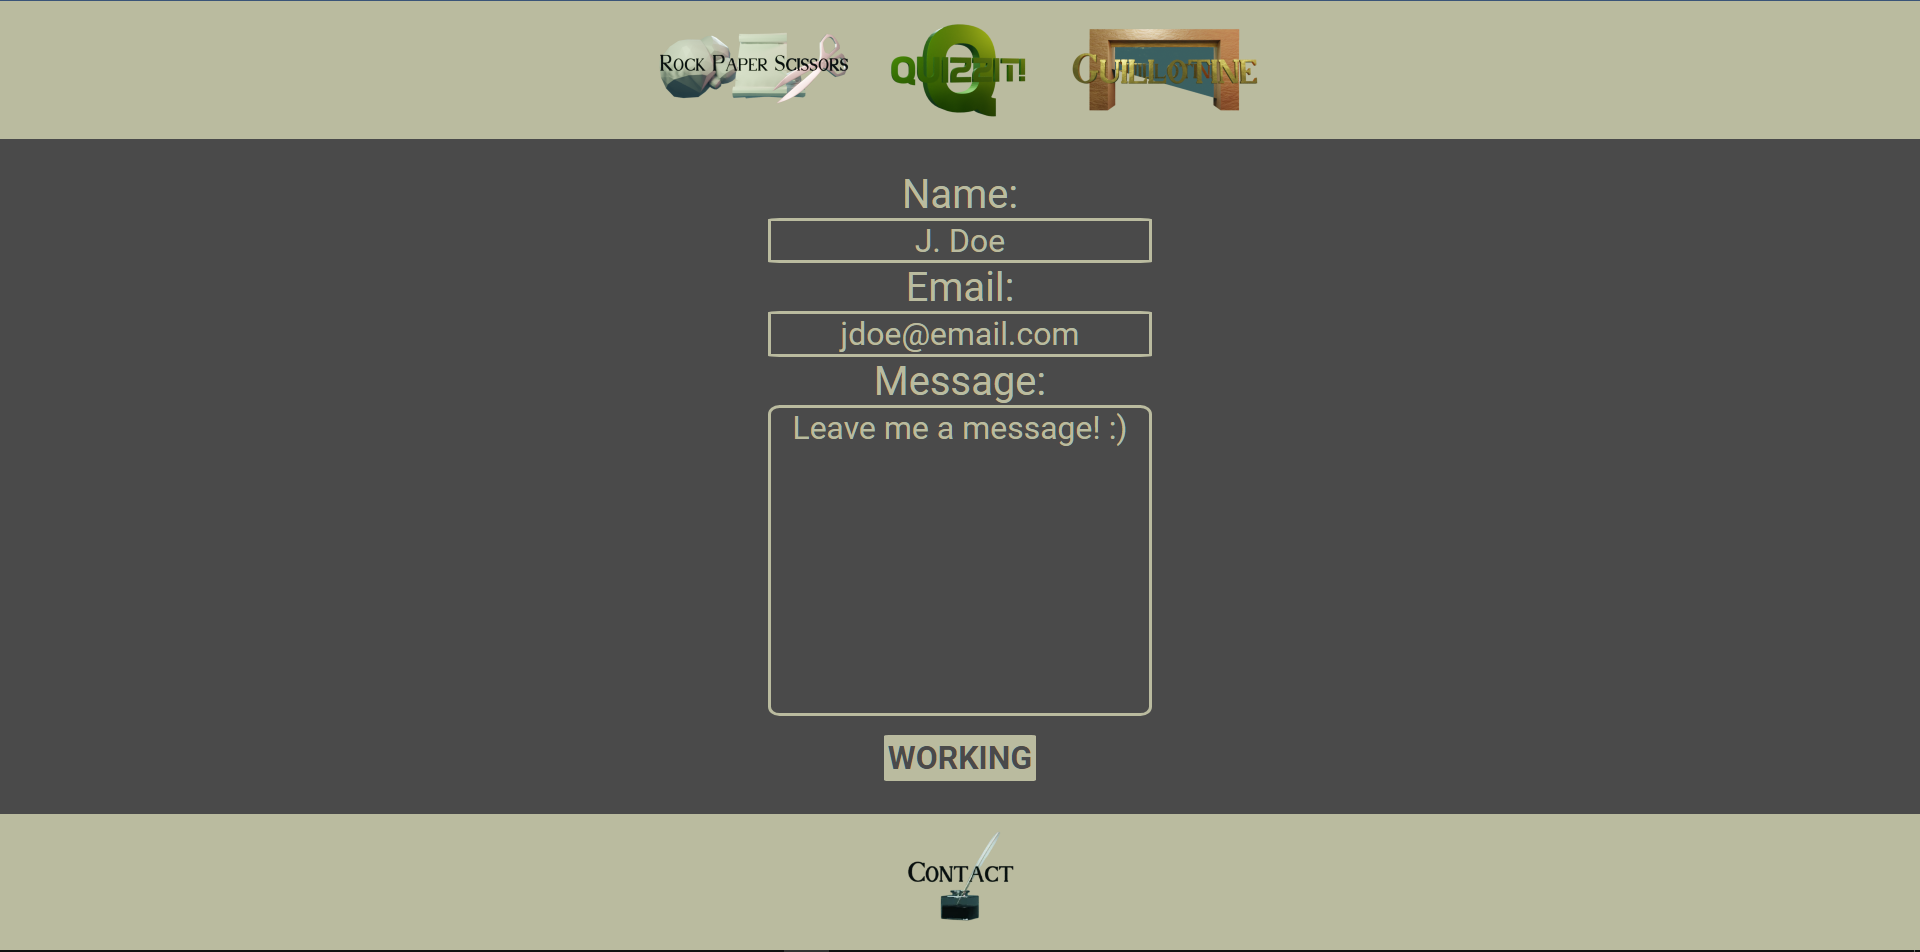 Rock Paper Scissors
QUIZZIT!
GUILLOTINE
Name:
J. Doe
Email:
jdoe@email.com
Message:
Leave me a message! :)
WORKING
Contact